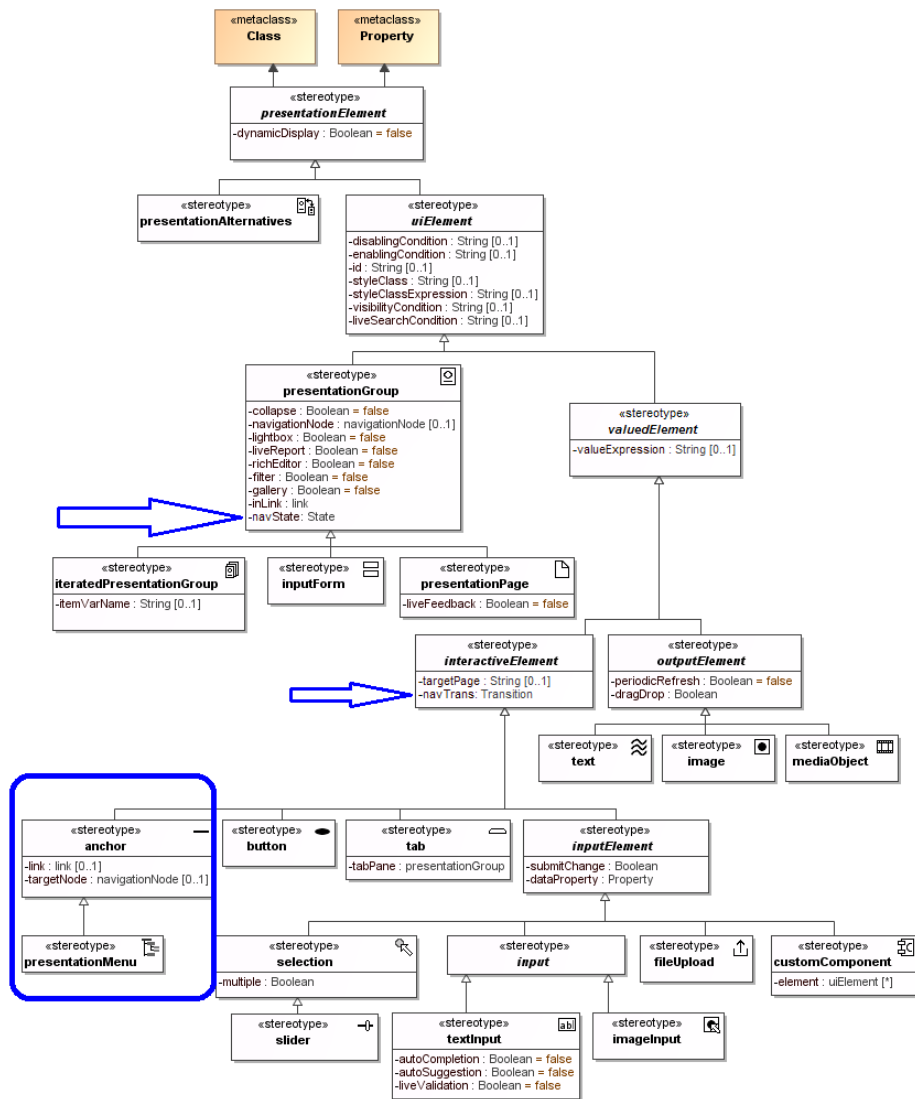 «metaclass»
Class
«metaclass»
Property
«stereotype»
presentationElement
-dynamicDisplay : Boolean = false
«stereotype»
presentationAlternatives
«stereotype»
uiElement
-disablingCondition : String [0..1]
-enablingCondition : String [0..1]
-id : String [0..1]
-styleClass : String [0..1]
-styleClassExpression : String [0..1]
-visibilityCondition : String [0..1]
-liveSearchCondition : String [0..1]
«stereotype»
presentationGroup
-collapse : Boolean = false
-navigationNode : navigationNode [0..1]
-lightbox : Boolean = false
-liveReport : Boolean = false
-richEditor : Boolean = false
-filter : Boolean = false
-gallery : Boolean = false
-inLink : link
-navState: State
«stereotype»
valuedElement
-valueExpression : String [0..1]
«stereotype»
iteratedPresentationGroup
-itemVarName : String [0..1]
«stereotype»
inputForm
«stereotype»
presentationPage
-liveFeedback : Boolean = false
«stereotype»
interactiveElement
-targetPage : String [0..1]
-navTrans: Transition
«stereotype»
outputElement
-periodicRefresh : Boolean = false
-dragDrop : Boolean
«stereotype»
text
«stereotype»
image
«stereotype»
mediaObject
«stereotype»
anchor
-link : link [0..1]
-targetNode : navigationNode [0..1]
«stereotype»
button
«stereotype»
tab
-tabPane : presentationGroup
«stereotype»
inputElement
-submitChange : Boolean
-dataProperty : Property
«stereotype»
presentationMenu
«stereotype»
selection
-multiple : Boolean
«stereotype»
input
«stereotype»
fileUpload
«stereotype»
customComponent
-element : uiElement [*]
«stereotype»
slider
«stereotype»
textInput
ab
-autoCompletion : Boolean = false
-autoSuggestion : Boolean = false
-liveValidation : Boolean = false
«stereotype»
imageInput